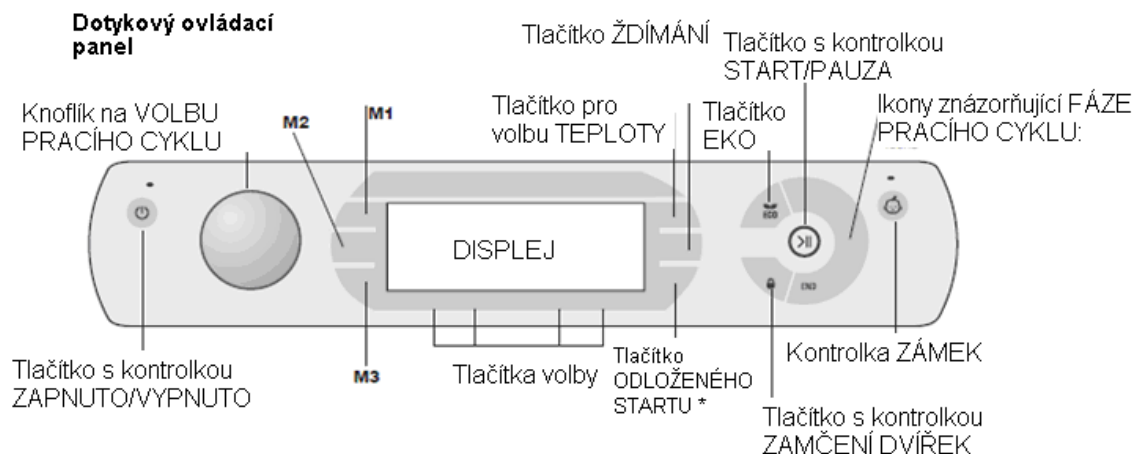 Dotykový ovládací
panel
Knoflík na VOLBU
PRACÍHO CYKLU
M2
M1
Tlačítko ŽDÍMÁNÍ
Tlačítko pro
volbu TEPLOTY
Tlačítko s kontrolkou
START/PAUZA
Tlačítko
EKO
Ikony znázorňující FÁZE
PRACÍHO CYKLU:
ECO
DISPLEJ
END
Tlačítko s kontrolkou
ZAPNUTO/VYPNUTO
M3
Tlačítka volby
Tlačítko
ODLOŽENÉHO
STARTU *
Kontrolka ZÁMEK
Tlačítko s kontrolkou
ZAMČENÍ DVÍŘEK